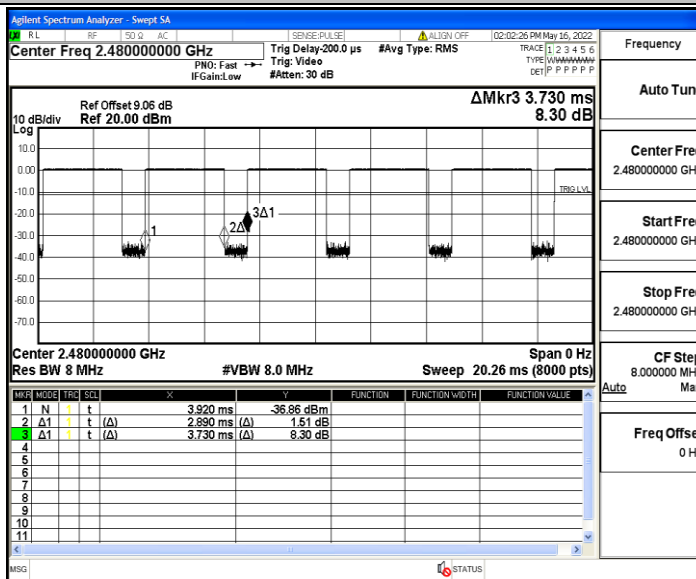 Agilent Spectrum Analyzer - Swept SA
LXI RL RF 50 Ω AC SENSE:PULSE ALIGN OFF 02:02:26 PM May 16, 2022
Center Freq 2.480000000 GHz
PNO: Fast
IFGain:Low
Trig Delay-200.0 µs
Trig: Video
#Atten: 30 dB
#Avg Type: RMS
TRACE 1 2 3 4 5 6
TYPE
DET P P P P P P
ΔMkr3 3.730 ms
8.30 dB
Ref Offset 9.06 dB
10 dB/div Ref 20.00 dBm
Log
10.0
0.00
-10.0
-20.0
-30.0
-40.0
-50.0
-60.0
-70.0
TRIG LVL
1
2Δ
3Δ1
Center 2.480000000 GHz Span 0 Hz
Res BW 8 MHz #VBW 8.0 MHz Sweep 20.26 ms (8000 pts)
MKR MODE TRC SCL X Y FUNCTION FUNCTION WIDTH FUNCTION VALUE
1 N 1 t 3.920 ms -36.86 dBm
2 Δ1 1 t (Δ) 2.890 ms (Δ) 1.51 dB
3 Δ1 1 t (Δ) 3.730 ms (Δ) 8.30 dB
4
5
6
7
8
9
10
11
MSG STATUS
Frequency
Auto Tun
Center Fre
2.480000000 GH
Start Fre
2.480000000 GH
Stop Fre
2.480000000 GH
CF Step
8.000000 MH
Auto Ma
Freq Offse
0 H